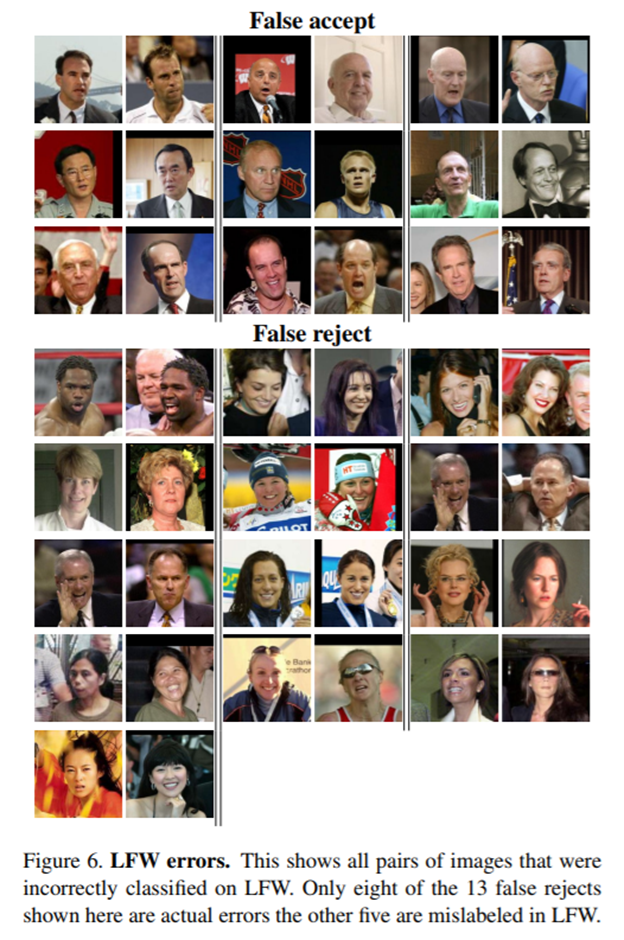 False accept
False reject
Figure 6. LFW errors. This shows all pairs of images that were
incorrectly classified on LFW. Only eight of the 13 false rejects
shown here are actual errors the other five are mislabeled in LFW.